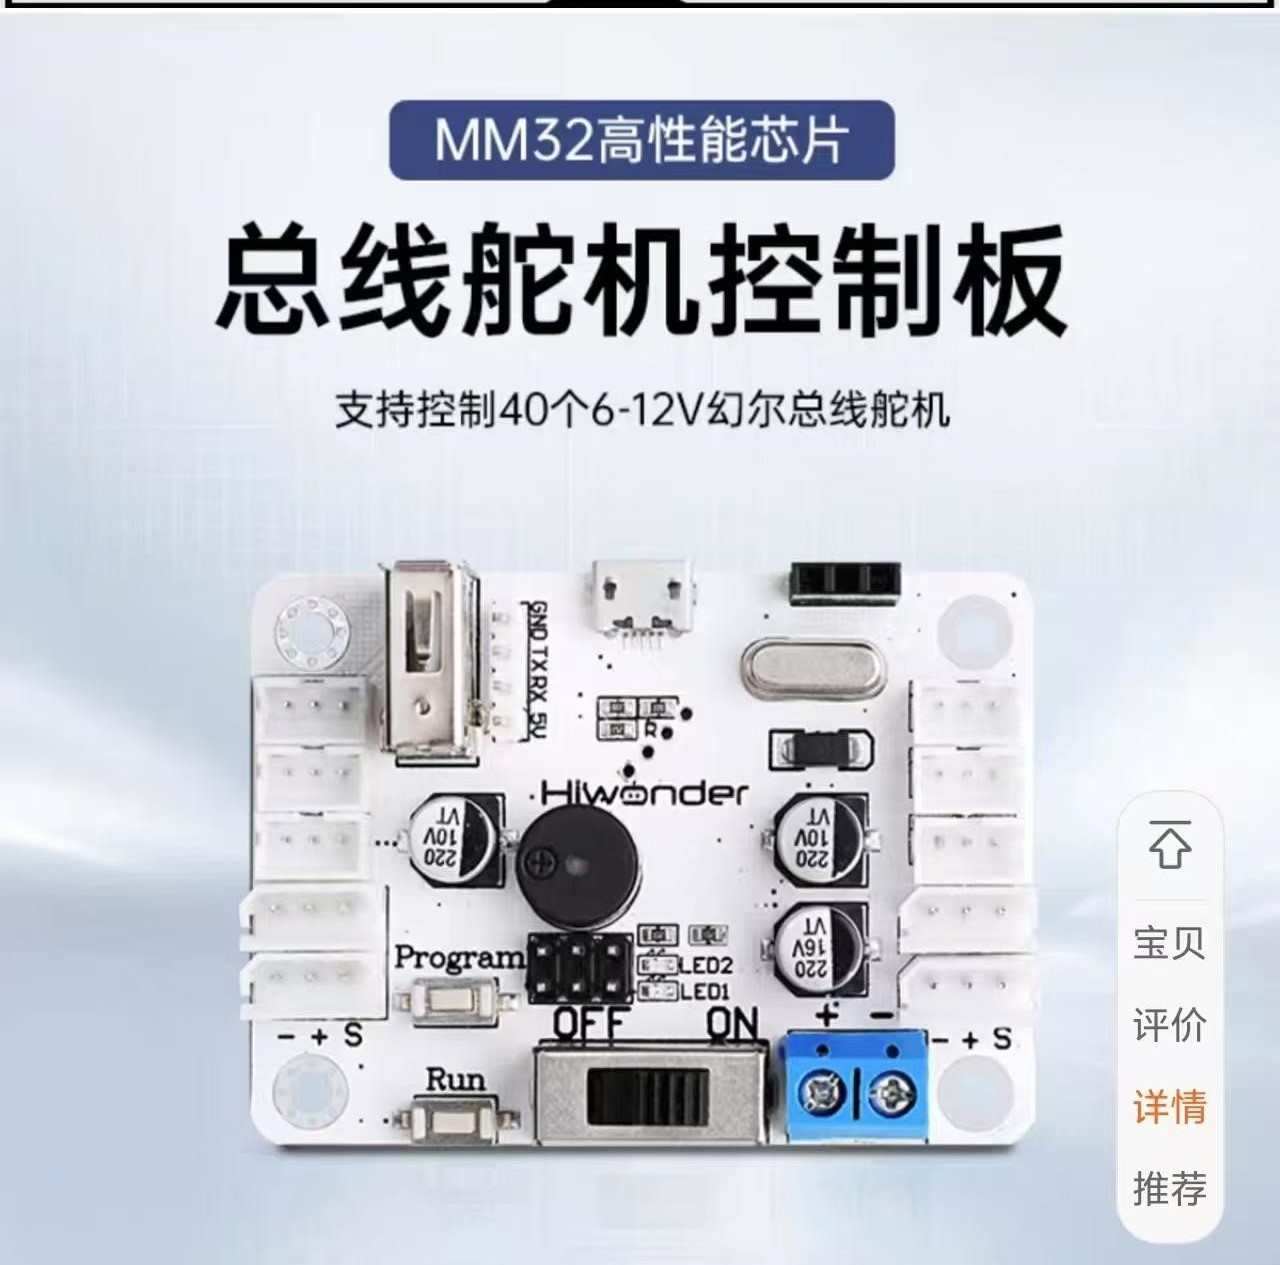 MM32高性能芯片
总线舵机控制板
支持控制40个6-12V幻尔总线舵机
GND TX RX 5V
R
Hiwonder
220
10V
VT
220
10V
VT
220
16V
VT
Program
LED2
LED1
OFF ON
+ -
- + S
- + S
Run
宝贝
评价
详情
推荐